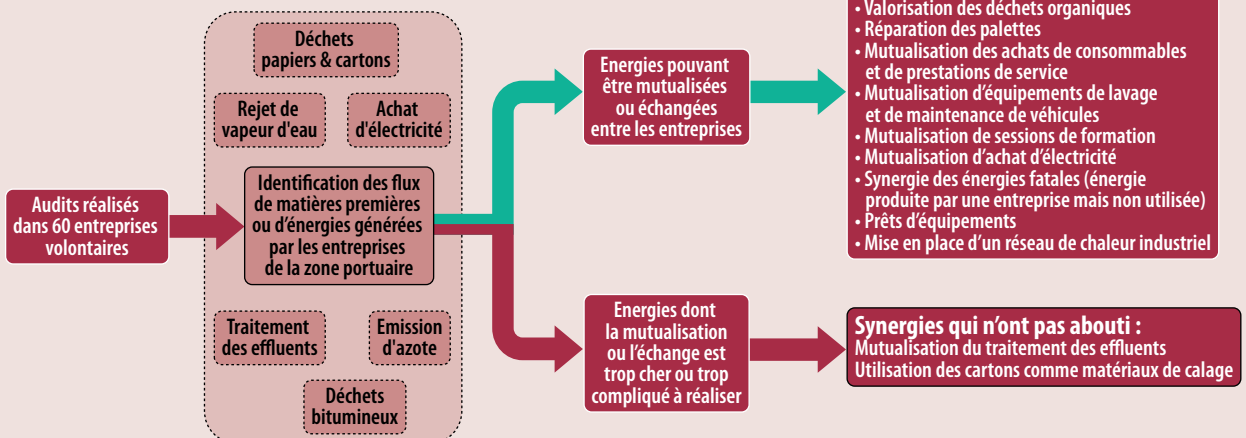 Audits réalisés
dans 60 entreprises
volontaires
Déchets
papiers & cartons
Rejet de
vapeur d'eau
Achat
d'électricité
Identification des flux
de matières premières
ou d'énergies générées
par les entreprises
de la zone portuaire
Traitement
des effluents
Emission
d'azote
Déchets
bitumineux
Energies pouvant
être mutualisées
ou échangées
entre les entreprises
• Valorisation des déchets organiques
• Réparation des palettes
• Mutualisation des achats de consommables
et de prestations de service
• Mutualisation d'équipements de lavage
et de maintenance de véhicules
• Mutualisation de sessions de formation
• Mutualisation d'achat d'électricité
• Synergie des énergies fatales (énergie
produite par une entreprise mais non utilisée)
• Prêts d'équipements
• Mise en place d'un réseau de chaleur industriel
Energies dont
la mutualisation
ou l'échange est
trop cher ou trop
compliqué à réaliser
Synergies qui n'ont pas abouti :
Mutualisation du traitement des effluents
Utilisation des cartons comme matériaux de calage